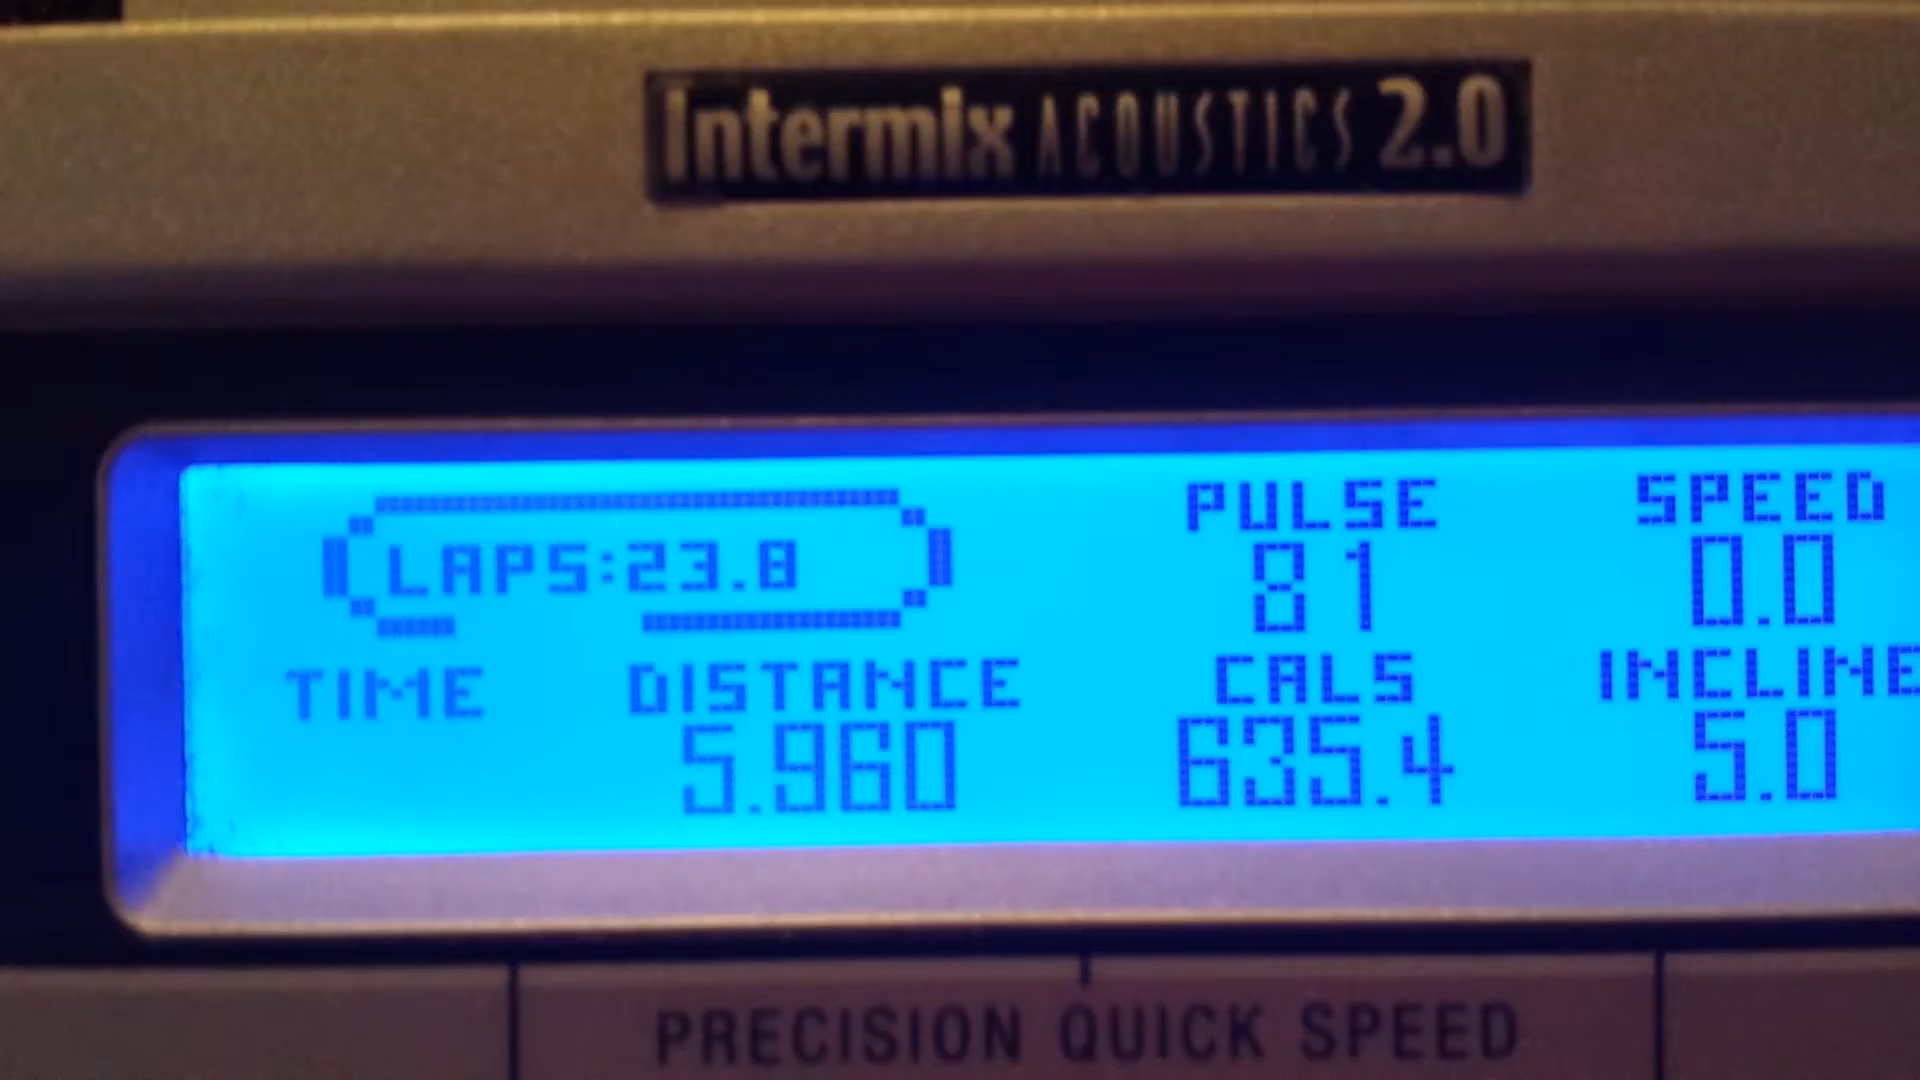 Intermix ACOUSTICS 2.0
LAPS:23.8
PULSE
81
SPEED
0.0
TIME
DISTANCE
5.960
CALS
635.4
INCLINE
5.0
PRECISION QUICK SPEED